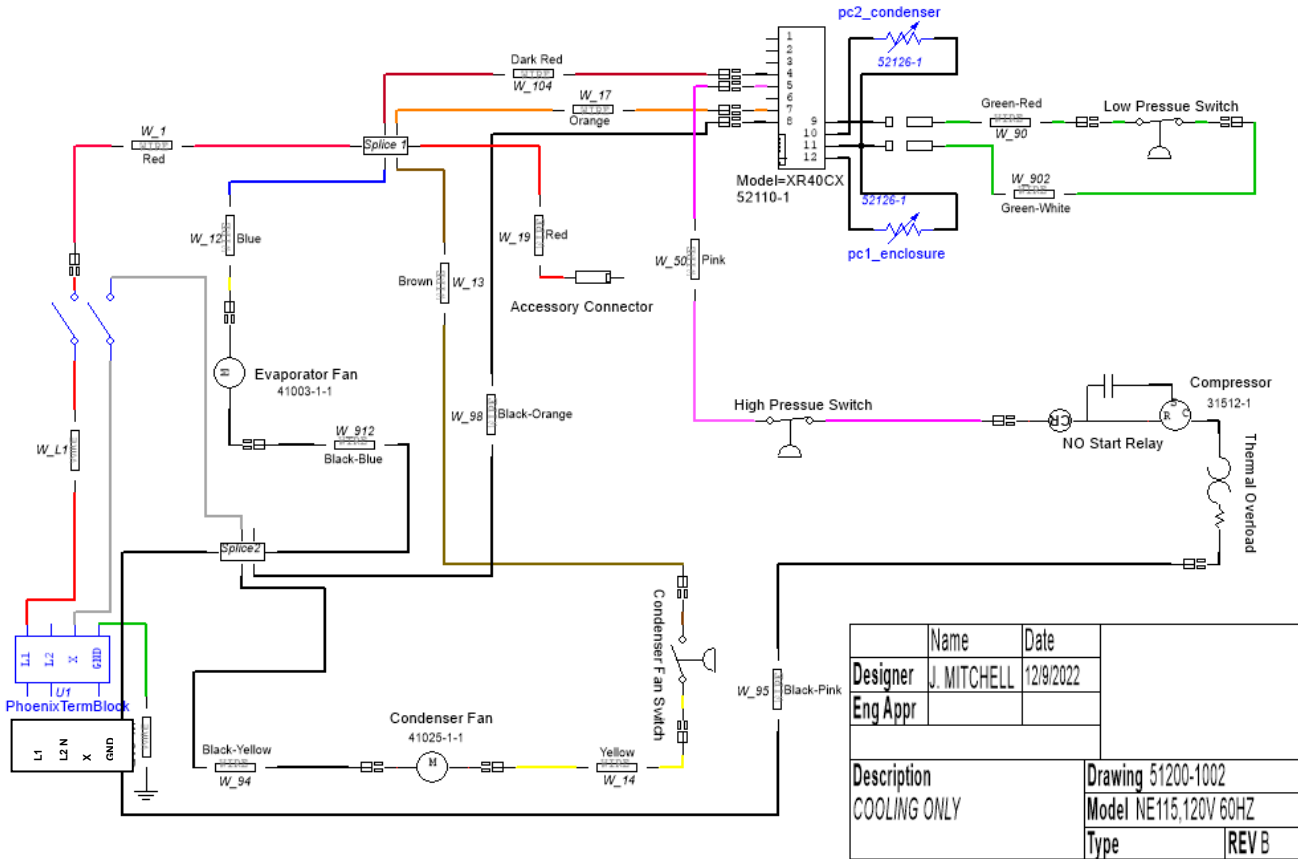 pc2_condenser
52126-1
1
2
3
4
5
6
7
8
9
10
11
12
Model=XR40CX
52110-1
52126-1
pc1_enclosure
Dark Red
W_104
W_17
Orange
Green-Red
W_90
Low Pressue Switch
W_902
Green-White
W_1
Red
Splice 1
W_12
Blue
Brown
W_13
W_19
Red
Accessory Connector
W_50
Pink
Evaporator Fan
41003-1-1
W_98
Black-Orange
W_L1
W_912
Black-Blue
High Pressue Switch
CR
NO Start Relay
R
S
C
Compressor
31512-1
Thermal Overload
Splice2
L1
L2
X
GND
U1
PhoenixTermBlock
L1
L2 N
X
GND
Condenser Fan Switch
W_95
Black-Pink
Condenser Fan
41025-1-1
M
Black-Yellow
WIRE
W_94
Yellow
WIRE
W_14
Name
Date
Designer
J. MITCHELL
12/9/2022
Eng Appr
Description
COOLING ONLY
Drawing 51200-1002
Model NE115,120V 60HZ
Type
REV B